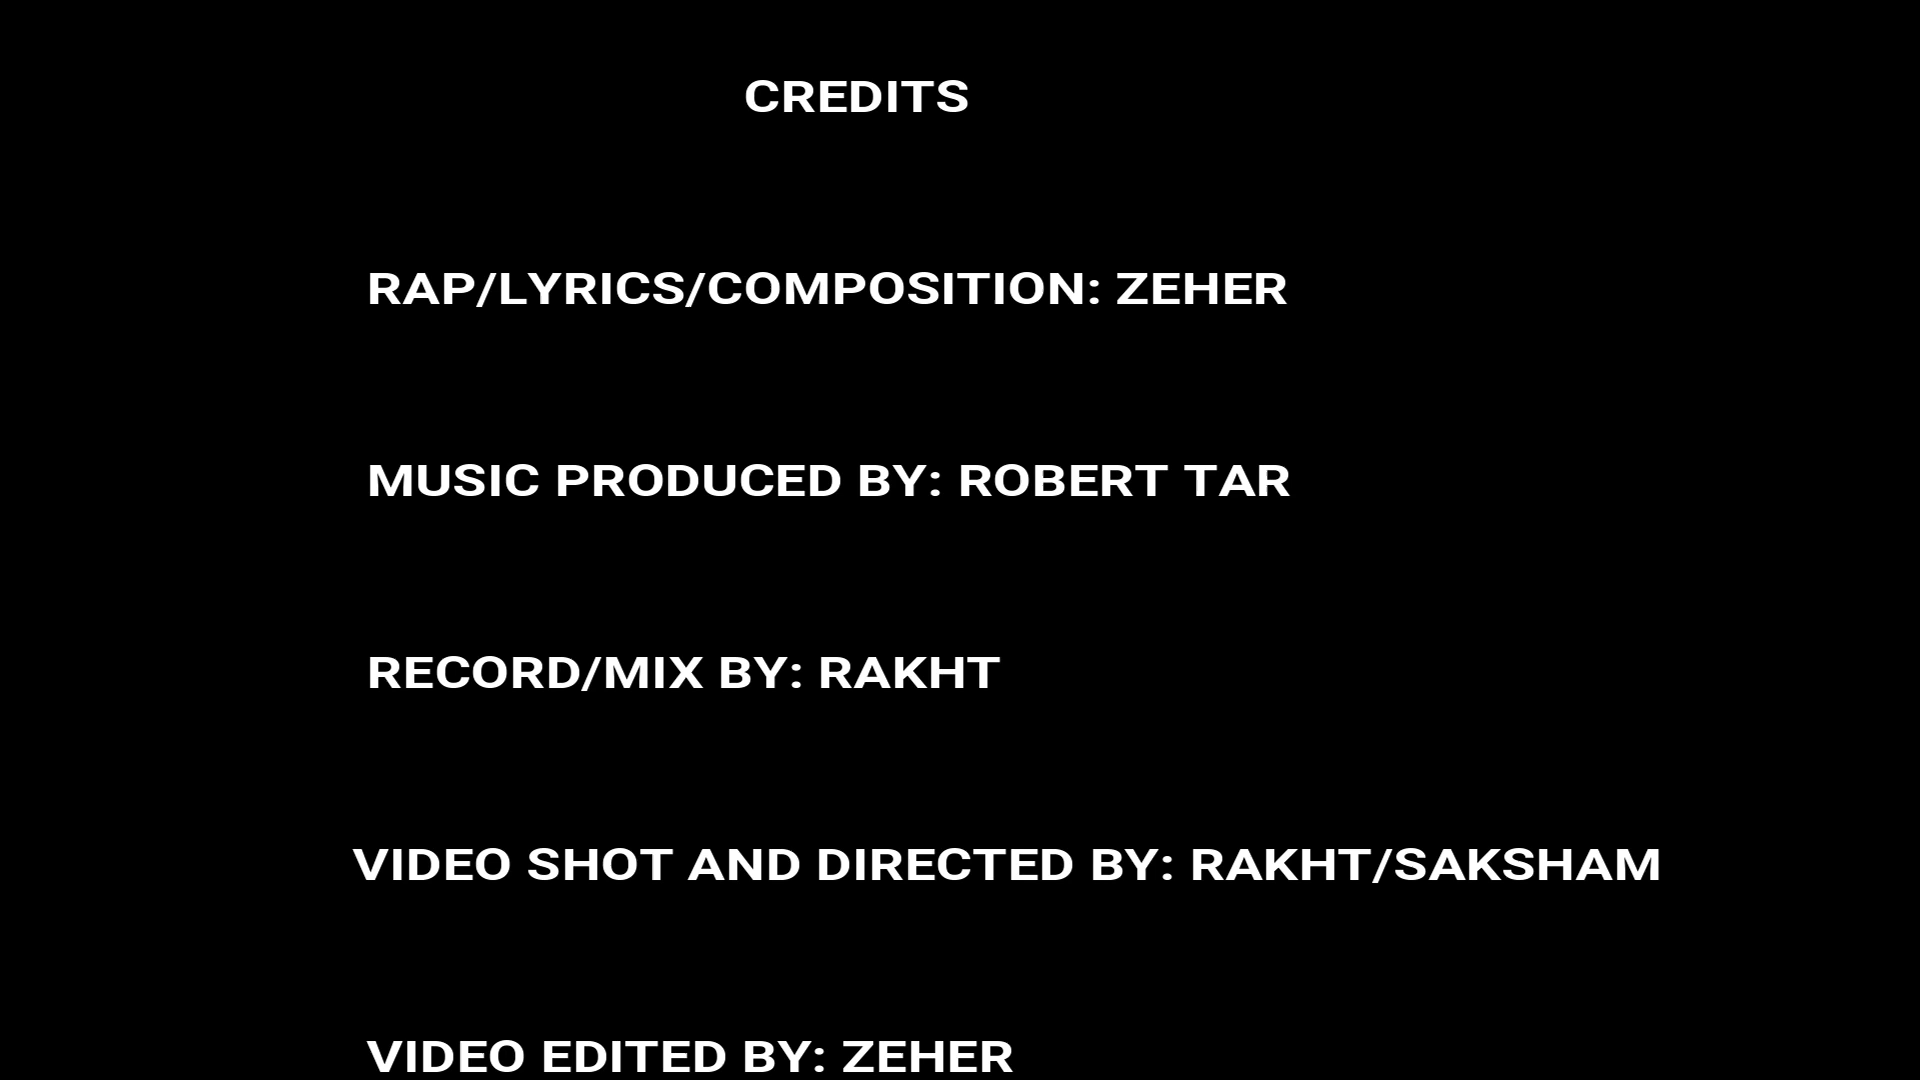 CREDITS
RAP/LYRICS/COMPOSITION: ZEHER
MUSIC PRODUCED BY: ROBERT TAR
RECORD/MIX BY: RAKHT
VIDEO SHOT AND DIRECTED BY: RAKHT/SAKSHAM
VIDEO EDITED BY: ZEHER